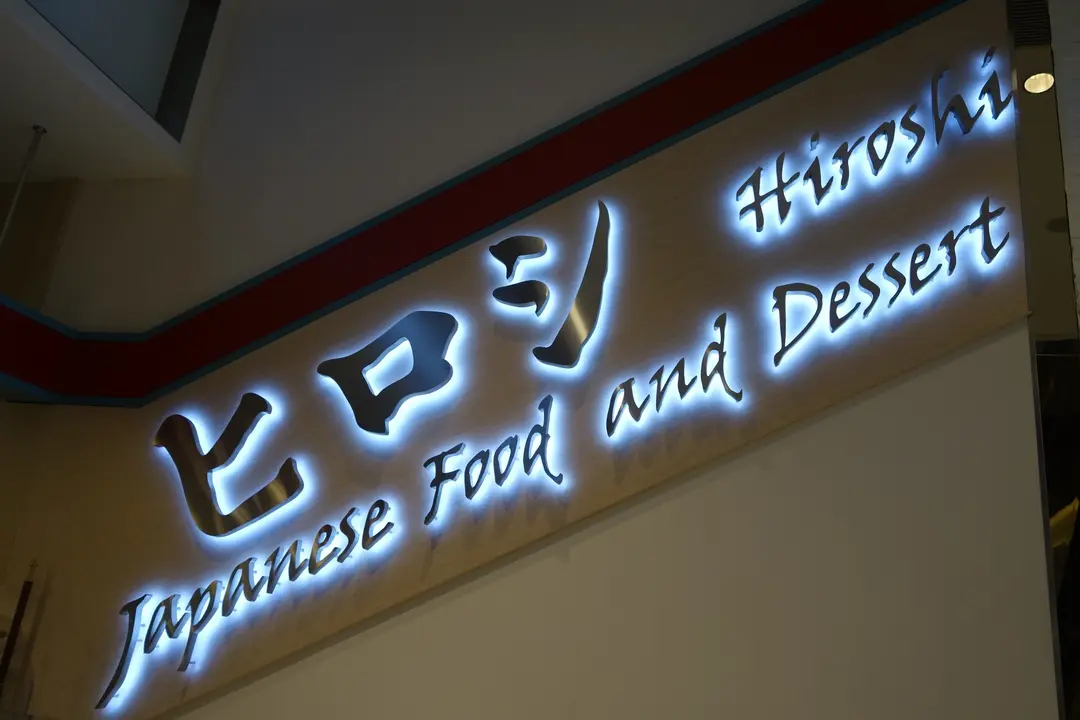 ヒロシ Hiroshi
Japanese Food and Dessert